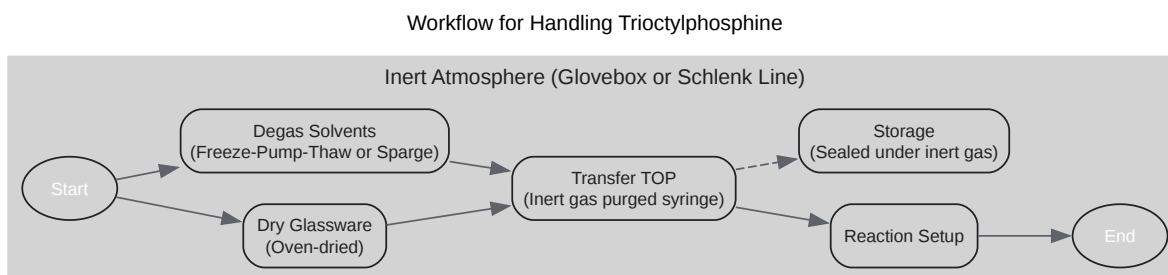 Workflow for Handling Trioctylphosphine
Inert Atmosphere (Glovebox or Schlenk Line)
Start
Degas Solvents
(Freeze-Pump-Thaw or Sparge)
Dry Glassware
(Oven-dried)
Transfer TOP
(Inert gas purged syringe)
Storage
(Sealed under inert gas)
Reaction Setup
End